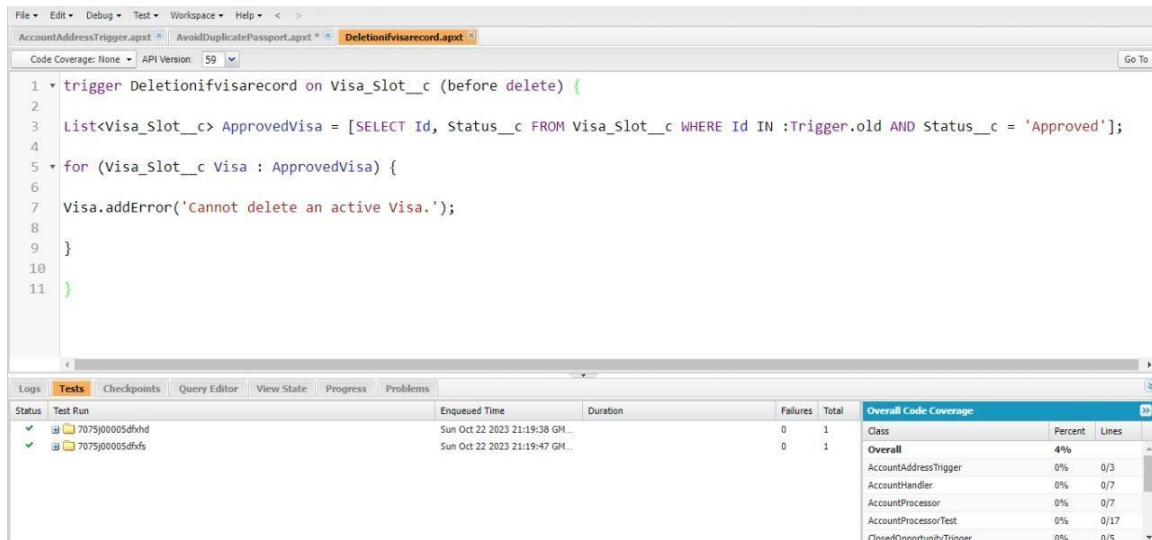 File Edit Debug Test Workspace Help < >
AccountAddressTrigger.apxt AvoidDuplicatePassport.apxt * Deletionifvisarecord.apxt
Code Coverage: None API Version: 59 Go To
1 trigger Deletionifvisarecord on Visa_Slot__c (before delete) {
2
3 List<Visa_Slot__c> ApprovedVisa = [SELECT Id, Status__c FROM Visa_Slot__c WHERE Id IN :Trigger.old AND Status__c = 'Approved'];
4
5 for (Visa_Slot__c Visa : ApprovedVisa) {
6
7 Visa.addError('Cannot delete an active Visa.');
8
9 }
10
11 }
Logs Tests Checkpoints Query Editor View State Progress Problems
Status Test Run Enqueued Time Duration Failures Total Overall Code Coverage
7075j00005dfxhd Sun Oct 22 2023 21:19:38 GM... 0 1 Class Percent Lines
7075j00005dfxfs Sun Oct 22 2023 21:19:47 GM... 0 1 Overall 4%
AccountAddressTrigger 0% 0/3
AccountHandler 0% 0/7
AccountProcessor 0% 0/7
AccountProcessorTest 0% 0/17
ClosedOpportunityTrigger 0% 0/5